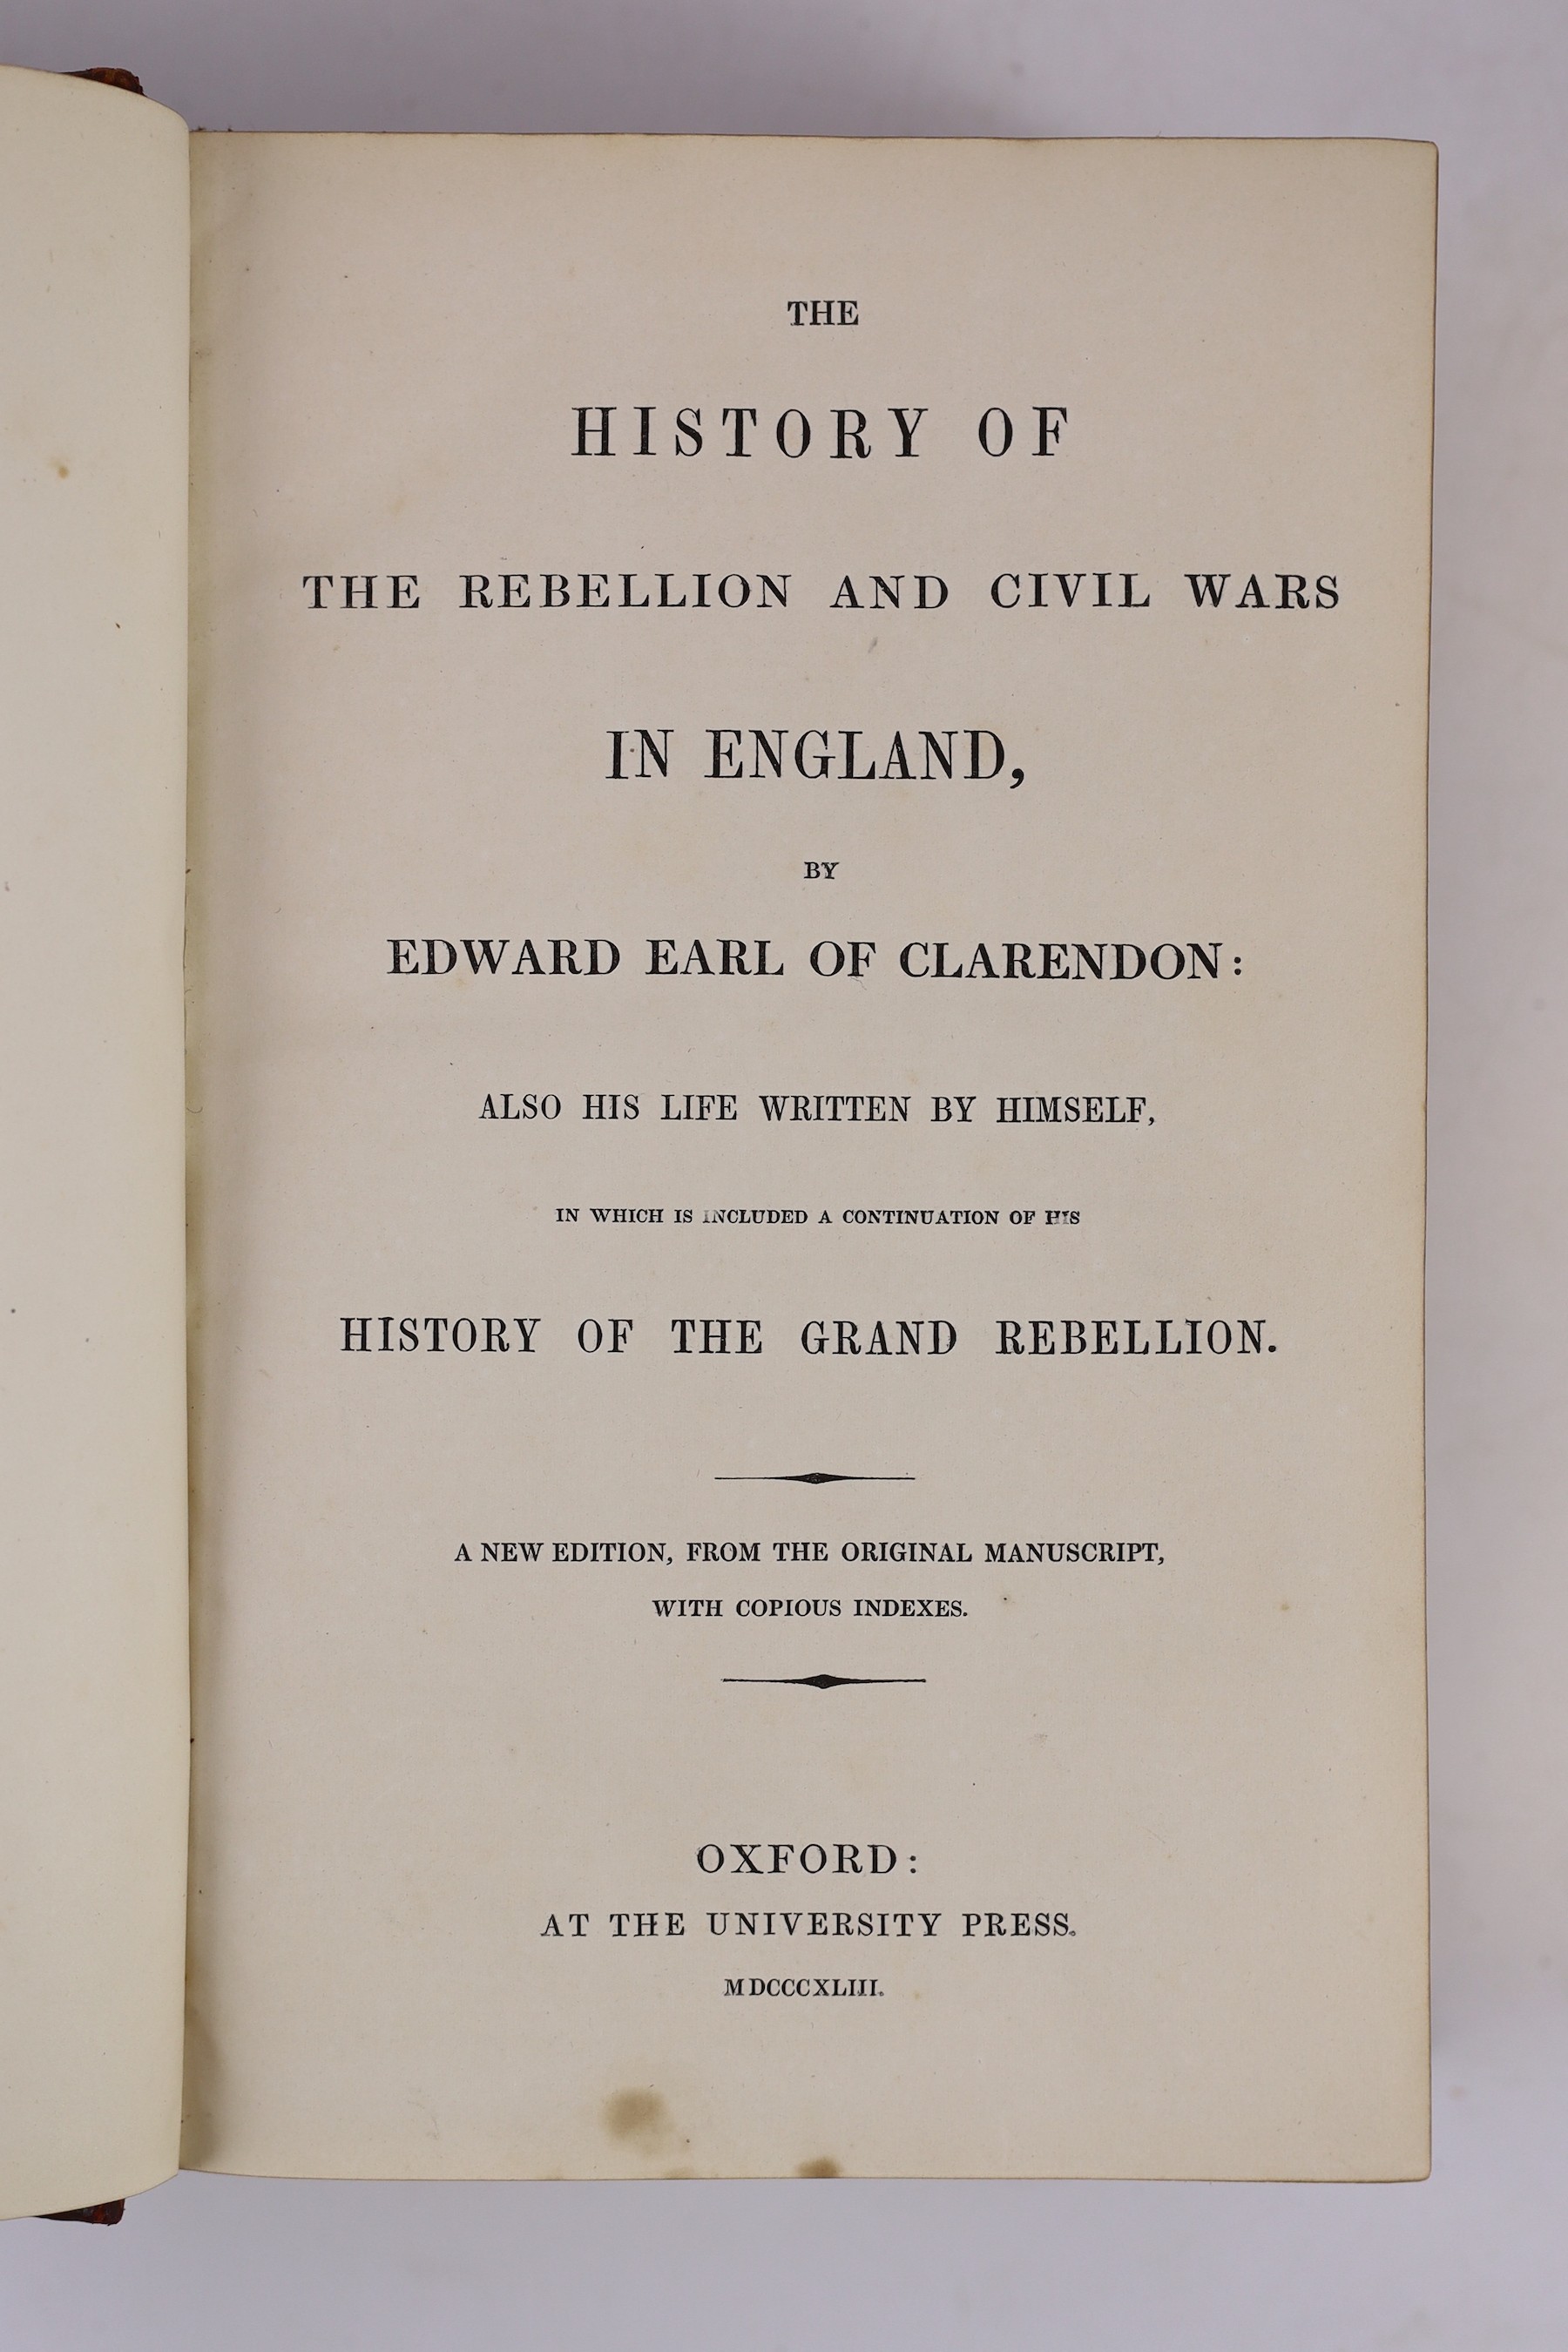 THE
HISTORY OF
THE REBELLION AND CIVIL WARS
IN ENGLAND,
BY
EDWARD EARL OF CLARENDON:
ALSO HIS LIFE WRITTEN BY HIMSELF,
IN WHICH IS INCLUDED A CONTINUATION OF HIS
HISTORY OF THE GRAND REBELLION.
A NEW EDITION, FROM THE ORIGINAL MANUSCRIPT,
WITH COPIOUS INDEXES.
OXFORD:
AT THE UNIVERSITY PRESS.
MDCCCXLIII.